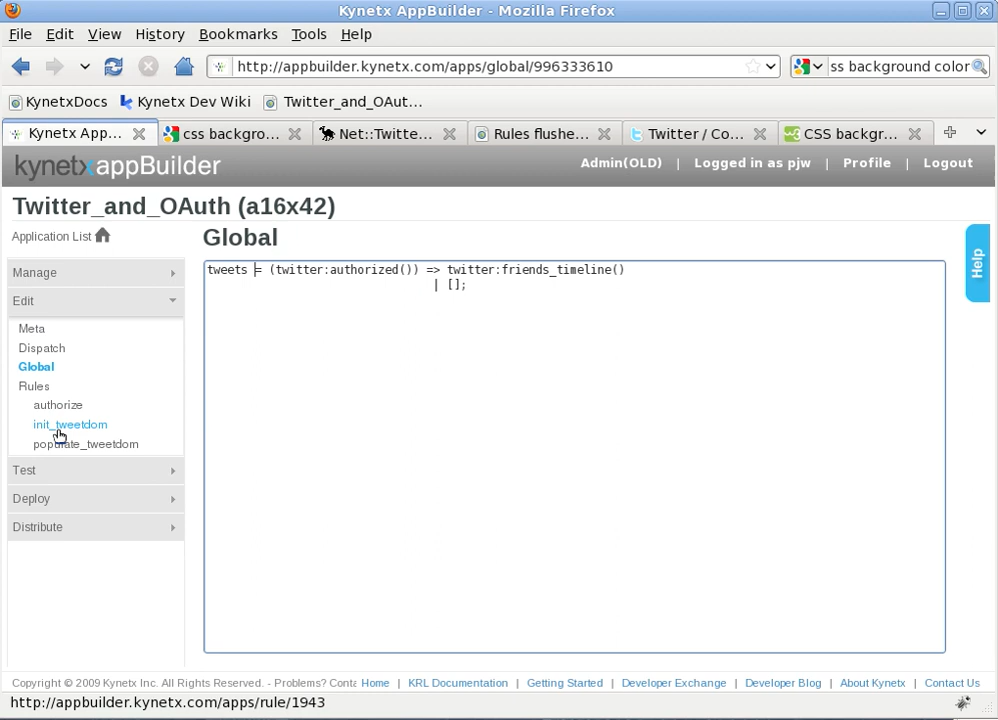 Kynetx AppBuilder - Mozilla Firefox
File Edit View History Bookmarks Tools Help
http://appbuilder.kynetx.com/apps/global/996333610 ss background color
KynetxDocs Kynetx Dev Wiki Twitter_and_OAut...
Kynetx App... css backgro... Net::Twitte... Rules flushe... Twitter / Co... CSS backgr...
kynetxappBuilder Admin(OLD) | Logged in as pjw | Profile | Logout
Twitter_and_OAuth (a16x42)
Application List
Global
Help
tweets = (twitter:authorized()) => twitter:friends_timeline()
| [];
Manage
Edit
Meta
Dispatch
Global
Rules
authorize
init_tweetdom
populate_tweetdom
Test
Deploy
Distribute
Copyright © 2009 Kynetx Inc. All Rights Reserved. - Problems? Conta Home | KRL Documentation | Getting Started | Developer Exchange | Developer Blog | About Kynetx | Contact Us
http://appbuilder.kynetx.com/apps/rule/1943